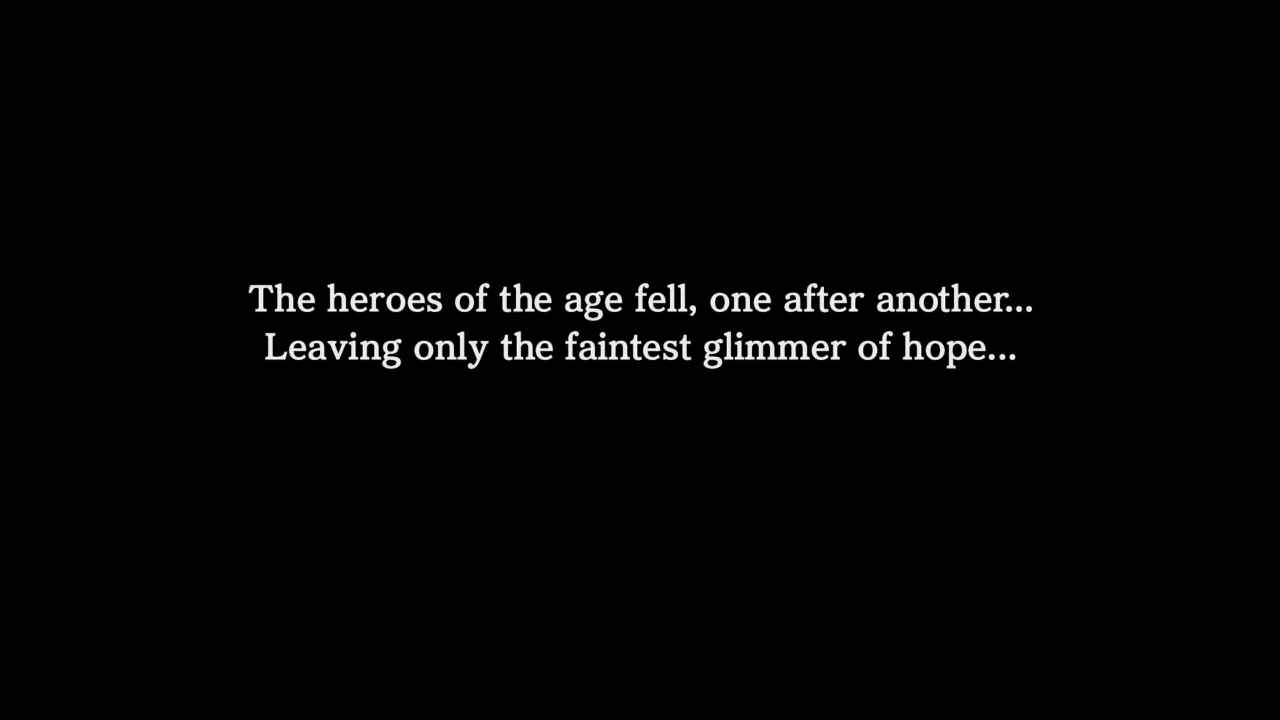 The heroes of the age fell, one after another...
Leaving only the faintest glimmer of hope...